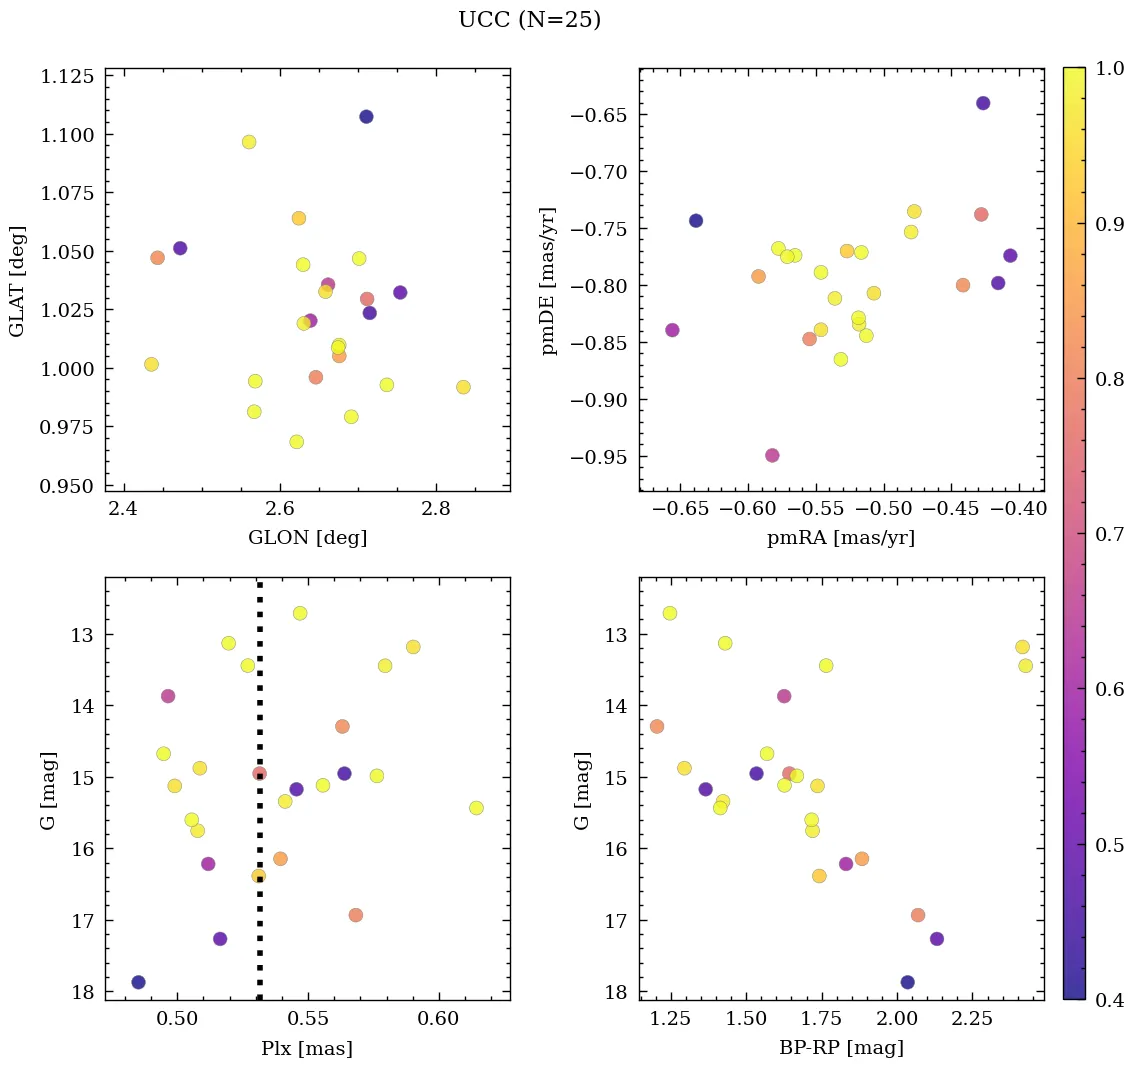 UCC (N=25)
1.125
1.100
1.075
1.050
1.025
1.000
0.975
0.950
GLAT [deg]
2.4 2.6 2.8
GLON [deg]
−0.65
−0.70
−0.75
−0.80
−0.85
−0.90
−0.95
pmDE [mas/yr]
−0.65 −0.60 −0.55 −0.50 −0.45 −0.40
pmRA [mas/yr]
13
14
15
16
17
18
G [mag]
0.50 0.55 0.60
Plx [mas]
13
14
15
16
17
18
G [mag]
1.25 1.50 1.75 2.00 2.25
BP-RP [mag]
1.0
0.9
0.8
0.7
0.6
0.5
0.4